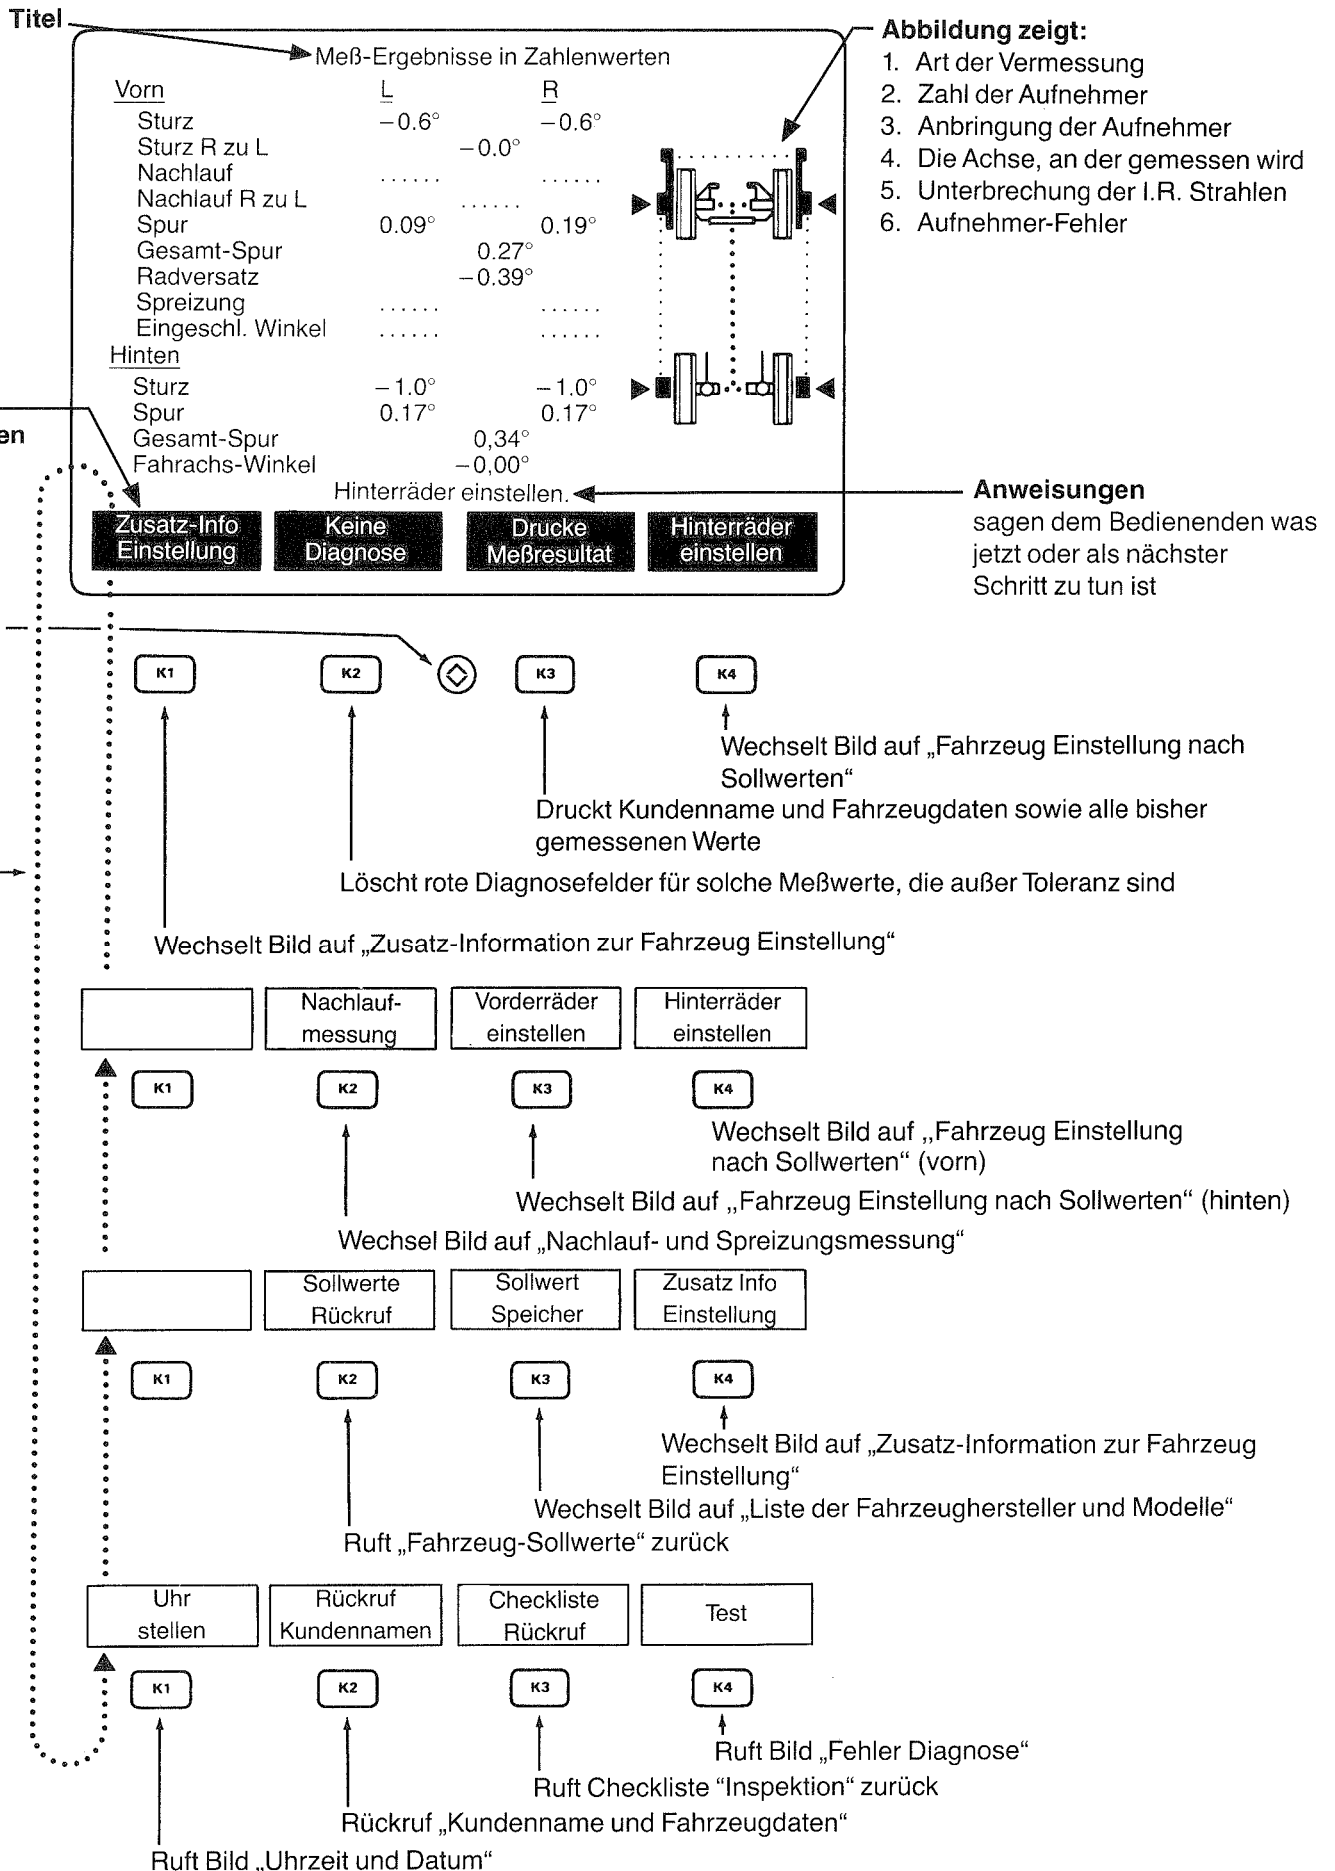 Titel
Meß-Ergebnisse in Zahlenwerten
Vorn L R
Sturz −0.6° −0.6°
Sturz R zu L −0.0°
Nachlauf ...... ......
Nachlauf R zu L ......
Spur 0.09° 0.19°
Gesamt-Spur 0.27°
Radversatz −0.39°
Spreizung ...... ......
Eingeschl. Winkel ...... ......
Hinten
Sturz −1.0° −1.0°
Spur 0.17° 0.17°
Gesamt-Spur 0,34°
Fahrachs-Winkel −0,00°
Hinterräder einstellen.
Zusatz-Info
Einstellung
Keine
Diagnose
Drucke
Meßresultat
Hinterräder
einstellen
Abbildung zeigt:
1. Art der Vermessung
2. Zahl der Aufnehmer
3. Anbringung der Aufnehmer
4. Die Achse, an der gemessen wird
5. Unterbrechung der I.R. Strahlen
6. Aufnehmer-Fehler
en
Anweisungen
sagen dem Bedienenden was
jetzt oder als nächster
Schritt zu tun ist
K1 K2 K3 K4
Wechselt Bild auf „Fahrzeug Einstellung nach
Sollwerten“
Druckt Kundenname und Fahrzeugdaten sowie alle bisher
gemessenen Werte
Löscht rote Diagnosefelder für solche Meßwerte, die außer Toleranz sind
Wechselt Bild auf „Zusatz-Information zur Fahrzeug Einstellung“
Nachlauf-
messung
Vorderräder
einstellen
Hinterräder
einstellen
K1 K2 K3 K4
Wechselt Bild auf „Fahrzeug Einstellung
nach Sollwerten“ (vorn)
Wechselt Bild auf „Fahrzeug Einstellung nach Sollwerten“ (hinten)
Wechsel Bild auf „Nachlauf- und Spreizungsmessung“
Sollwerte
Rückruf
Sollwert
Speicher
Zusatz Info
Einstellung
K1 K2 K3 K4
Wechselt Bild auf „Zusatz-Information zur Fahrzeug
Einstellung“
Wechselt Bild auf „Liste der Fahrzeughersteller und Modelle“
Ruft „Fahrzeug-Sollwerte“ zurück
Uhr
stellen
Rückruf
Kundennamen
Checkliste
Rückruf
Test
K1 K2 K3 K4
Ruft Bild „Fehler Diagnose“
Ruft Checkliste “Inspektion“ zurück
Rückruf „Kundenname und Fahrzeugdaten“
Ruft Bild „Uhrzeit und Datum“